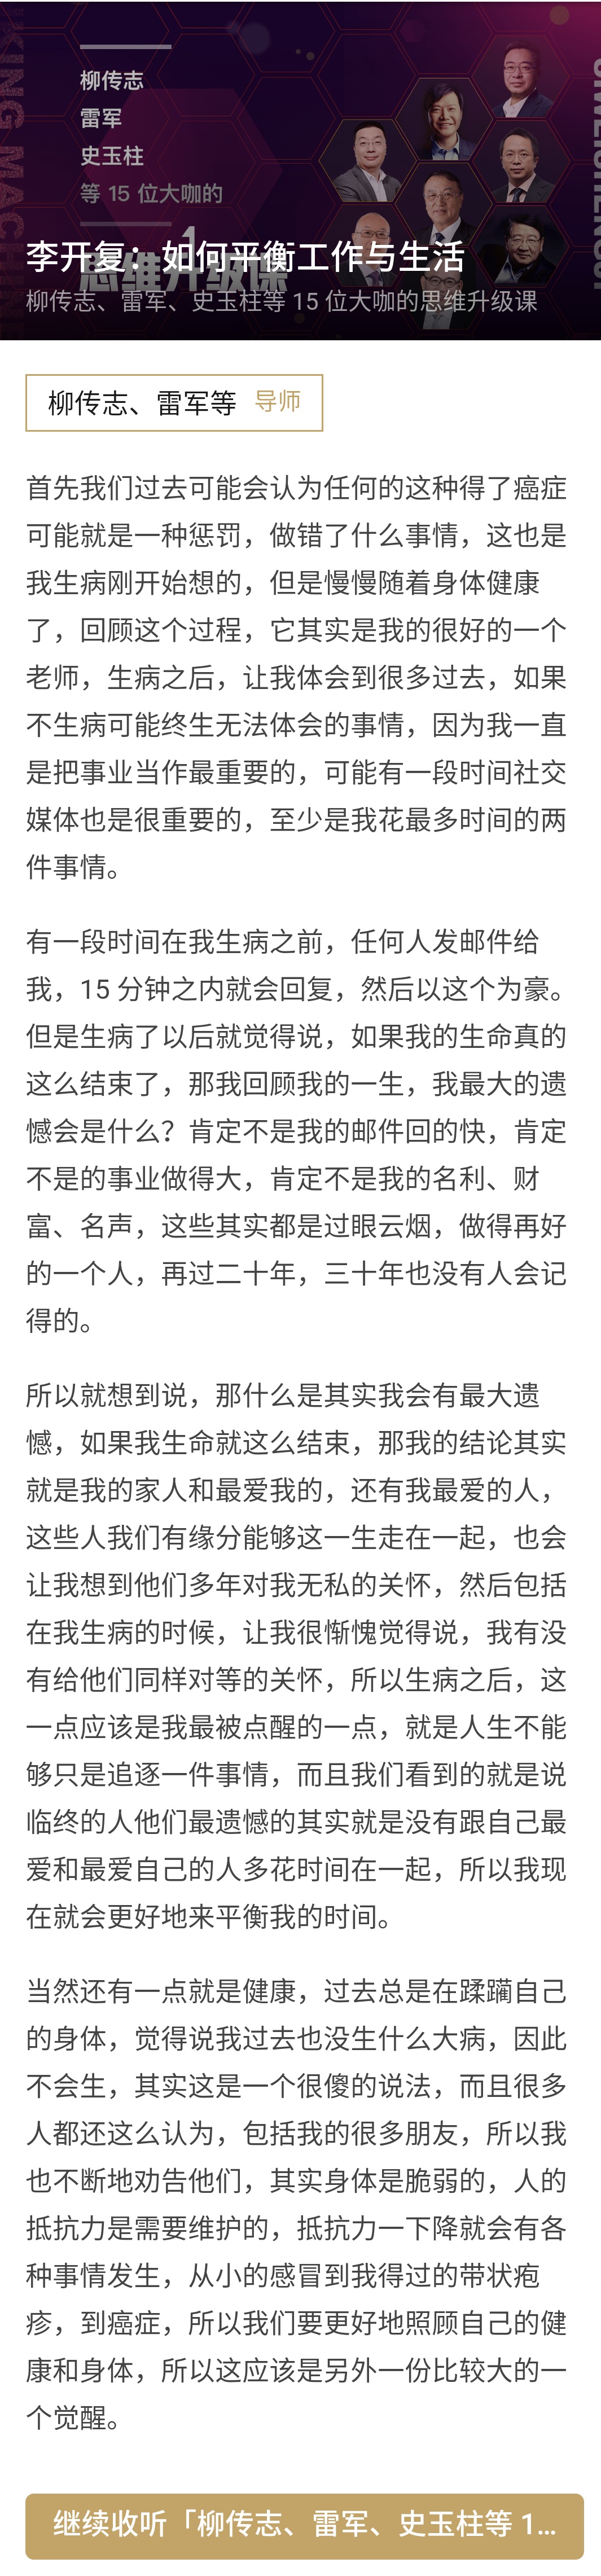 KING MA
柳传志
雷军
史玉柱
等 15 位大咖的
思维升级课
李开复：如何平衡工作与生活
柳传志、雷军、史玉柱等 15 位大咖的思维升级课
柳传志、雷军等 导师
首先我们过去可能会认为任何的这种得了癌症
可能就是一种惩罚，做错了什么事情，这也是
我生病刚开始想的，但是慢慢随着身体健康
了，回顾这个过程，它其实是我的很好的一个
老师，生病之后，让我体会到很多过去，如果
不生病可能终生无法体会的事情，因为我一直
是把事业当作最重要的，可能有一段时间社交
媒体也是很重要的，至少是我花最多时间的两
件事情。
有一段时间在我生病之前，任何人发邮件给
我，15 分钟之内就会回复，然后以这个为豪。
但是生病了以后就觉得说，如果我的生命真的
这么结束了，那我回顾我的一生，我最大的遗
憾会是什么？肯定不是我的邮件回的快，肯定
不是的事业做得大，肯定不是我的名利、财
富、名声，这些其实都是过眼云烟，做得再好
的一个人，再过二十年，三十年也没有人会记
得的。
所以就想到说，那什么是其实我会有最大遗
憾，如果我生命就这么结束，那我的结论其实
就是我的家人和最爱我的，还有我最爱的人，
这些人我们有缘分能够这一生走在一起，也会
让我想到他们多年对我无私的关怀，然后包括
在我生病的时候，让我很惭愧觉得说，我有没
有给他们同样对等的关怀，所以生病之后，这
一点应该是我最被点醒的一点，就是人生不能
够只是追逐一件事情，而且我们看到的就是说
临终的人他们最遗憾的其实就是没有跟自己最
爱和最爱自己的人多花时间在一起，所以我现
在就会更好地来平衡我的时间。
当然还有一点就是健康，过去总是在蹂躏自己
的身体，觉得说我过去也没生什么大病，因此
不会生，其实这是一个很傻的说法，而且很多
人都还这么认为，包括我的很多朋友，所以我
也不断地劝告他们，其实身体是脆弱的，人的
抵抗力是需要维护的，抵抗力一下降就会有各
种事情发生，从小的感冒到我得过的带状疱
疹，到癌症，所以我们要更好地照顾自己的健
康和身体，所以这应该是另外一份比较大的一
个觉醒。
继续收听「柳传志、雷军、史玉柱等 1...